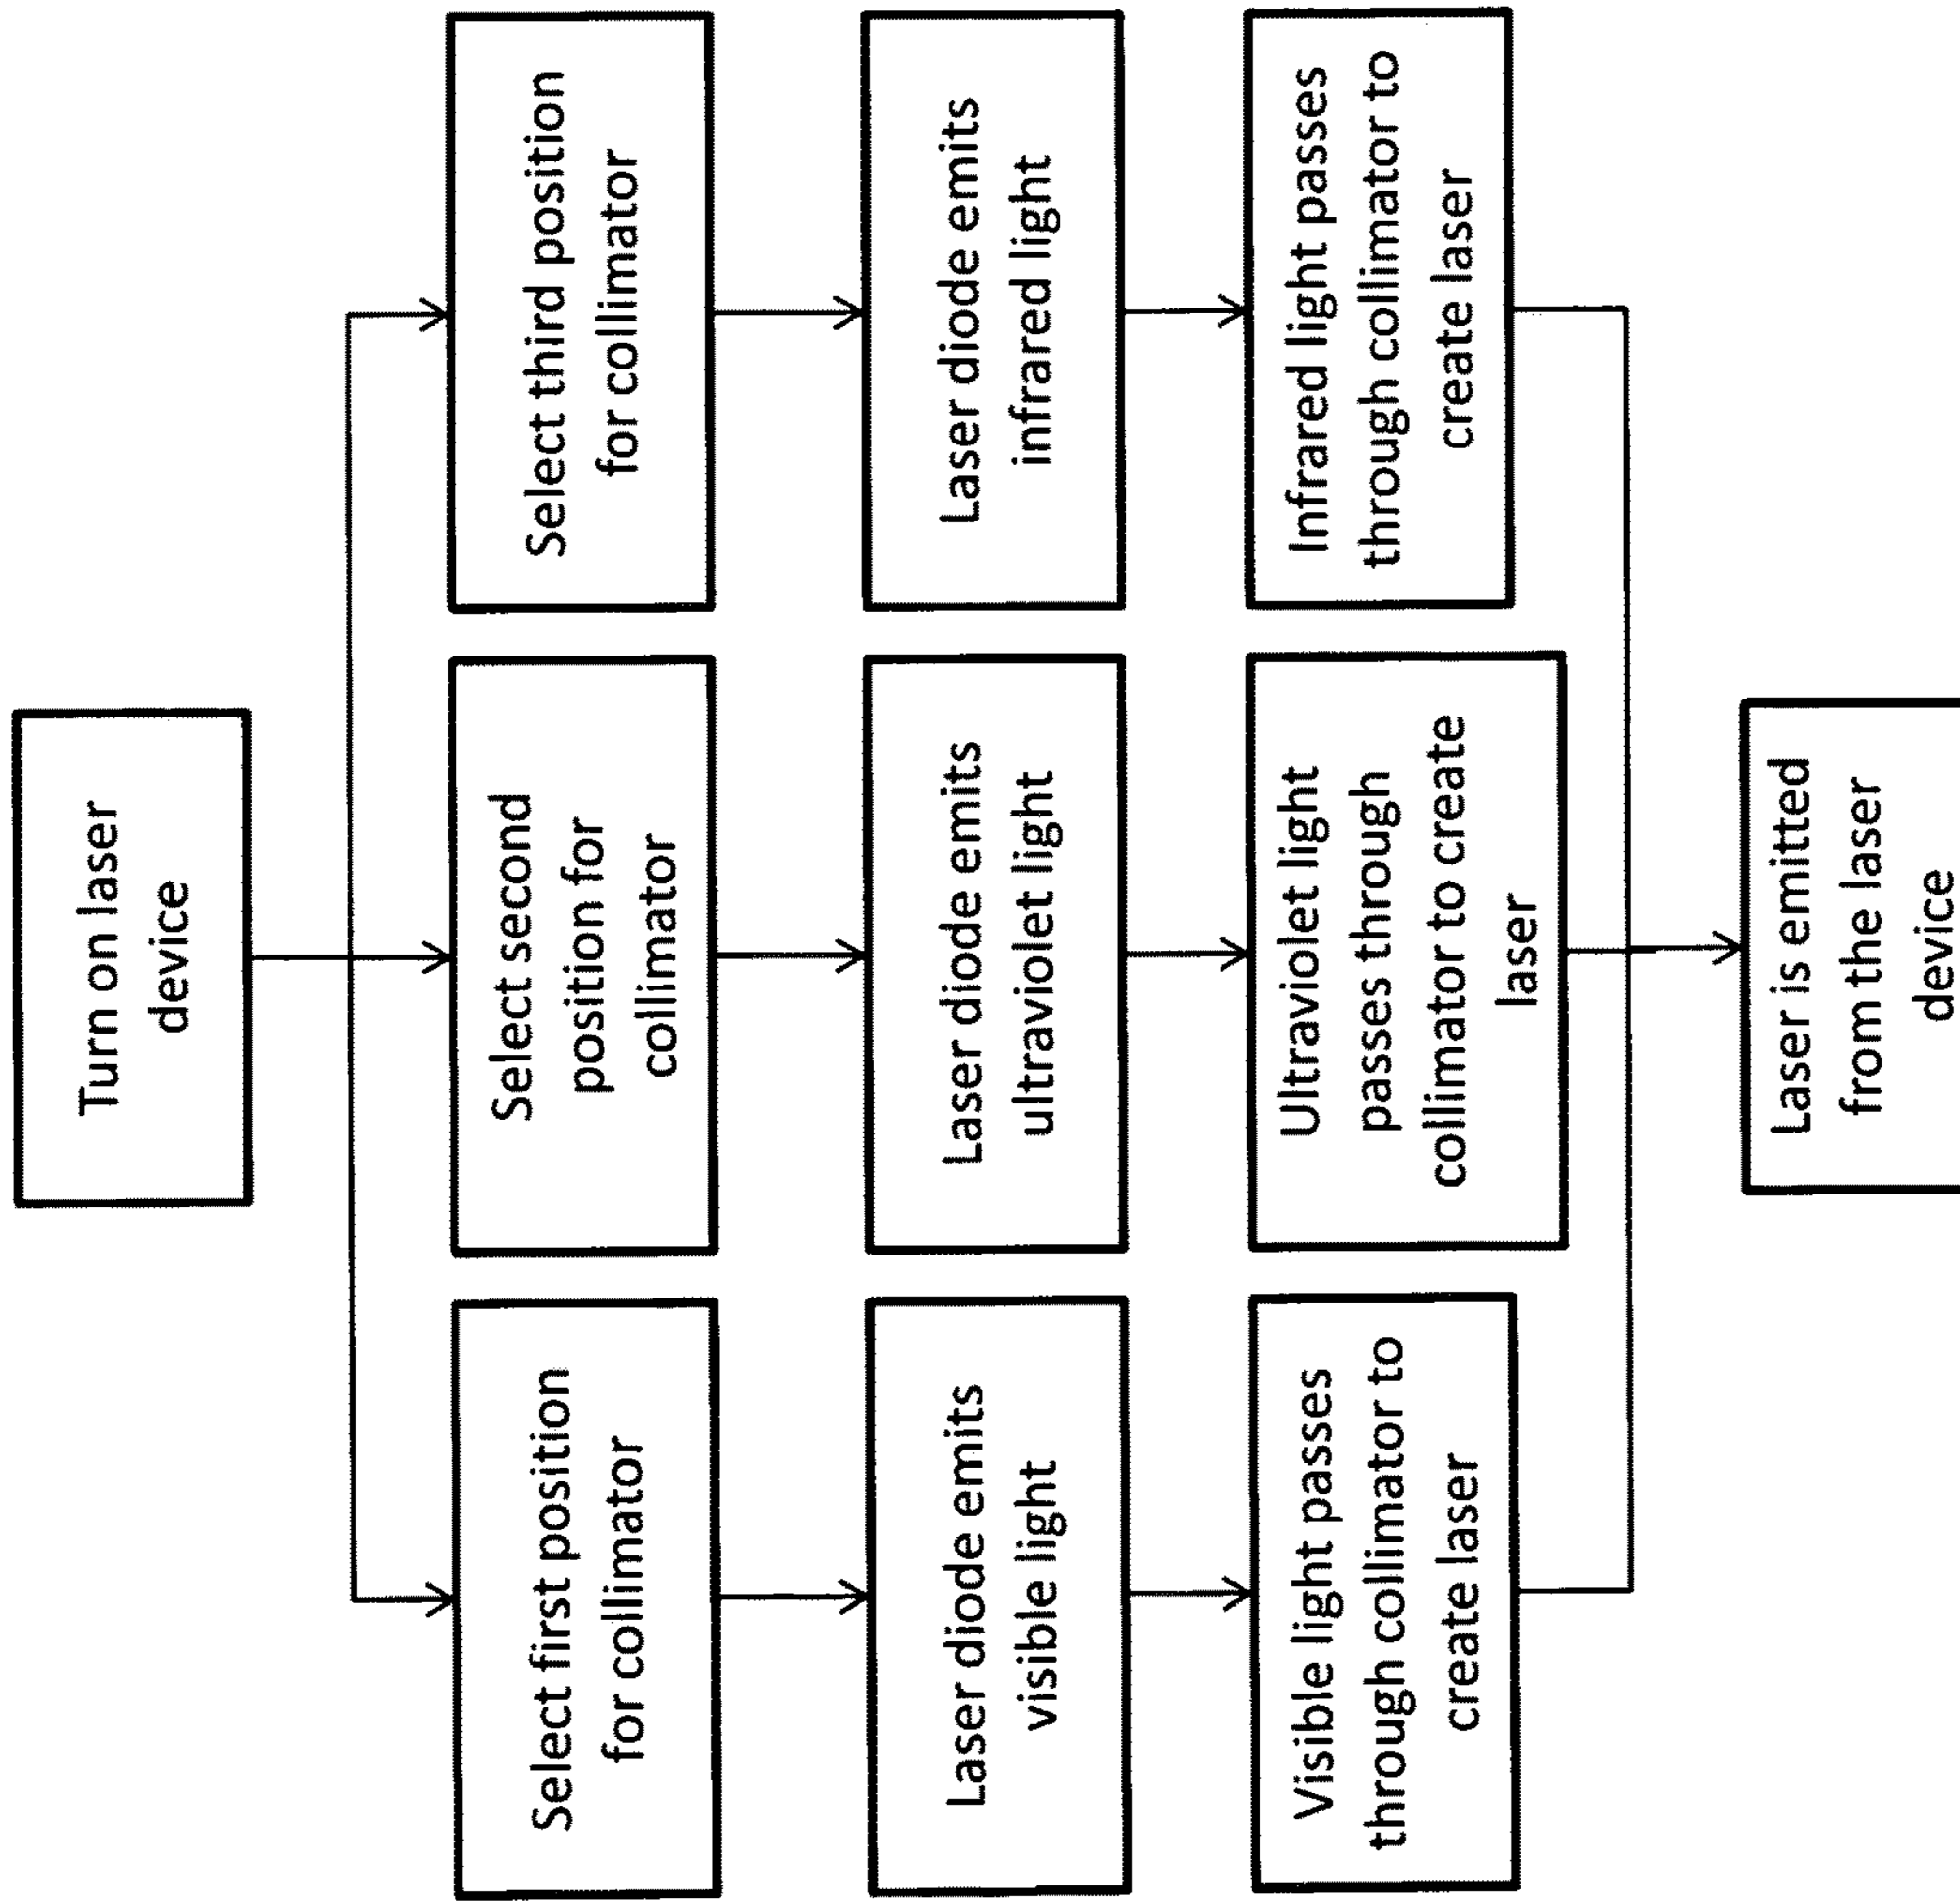 Turn on laser
device
Select first position
for collimator
Select second
position for
collimator
Select third position
for collimator
Laser diode emits
visible light
Laser diode emits
ultraviolet light
Laser diode emits
infrared light
Visible light passes
through collimator to
create laser
Ultraviolet light
passes through
collimator to create
laser
Infrared light passes
through collimator to
create laser
Laser is emitted
from the laser
device